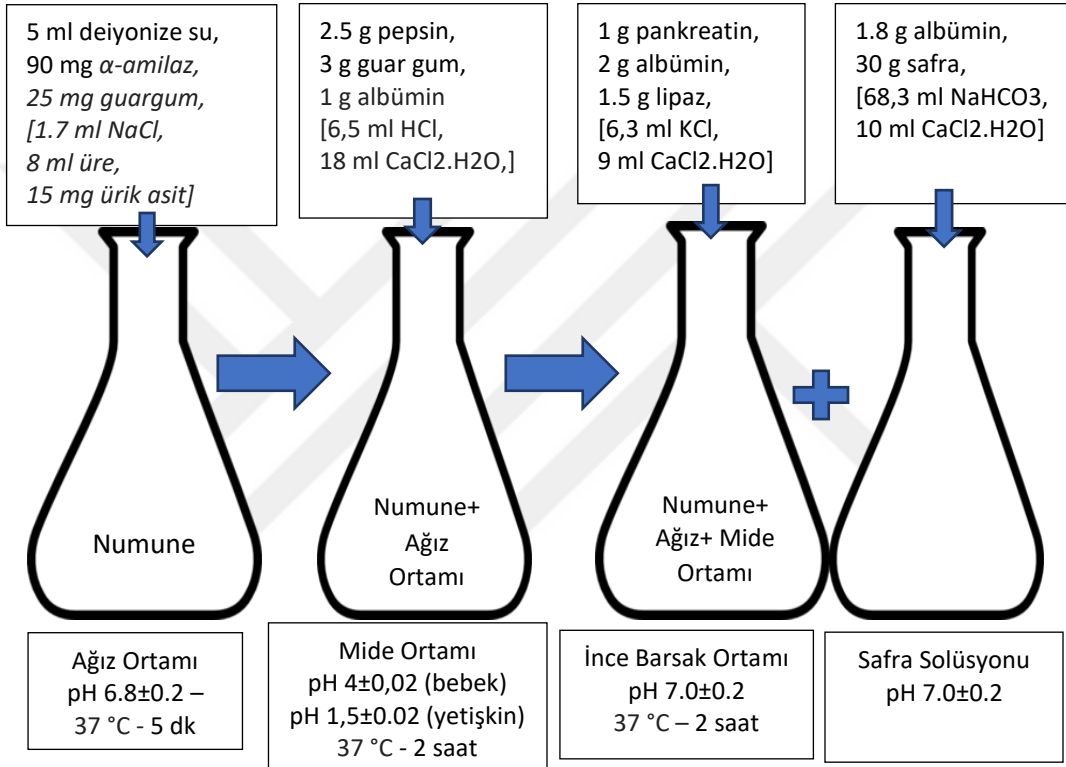 5 ml deiyonize su,
90 mg α-amilaz,
25 mg guargum,
[1.7 ml NaCl,
8 ml üre,
15 mg ürik asit]
2.5 g pepsin,
3 g guar gum,
1 g albümin
[6,5 ml HCl,
18 ml CaCl2.H2O,]
1 g pankreatin,
2 g albümin,
1.5 g lipaz,
[6,3 ml KCl,
9 ml CaCl2.H2O]
1.8 g albümin,
30 g safra,
[68,3 ml NaHCO3,
10 ml CaCl2.H2O]
Numune
Numune+
Ağız
Ortamı
Numune+
Ağız+ Mide
Ortamı
Ağız Ortamı
pH 6.8±0.2 –
37 °C - 5 dk
Mide Ortamı
pH 4±0,02 (bebek)
pH 1,5±0.02 (yetişkin)
37 °C - 2 saat
İnce Barsak Ortamı
pH 7.0±0.2
37 °C – 2 saat
Safra Solüsyonu
pH 7.0±0.2